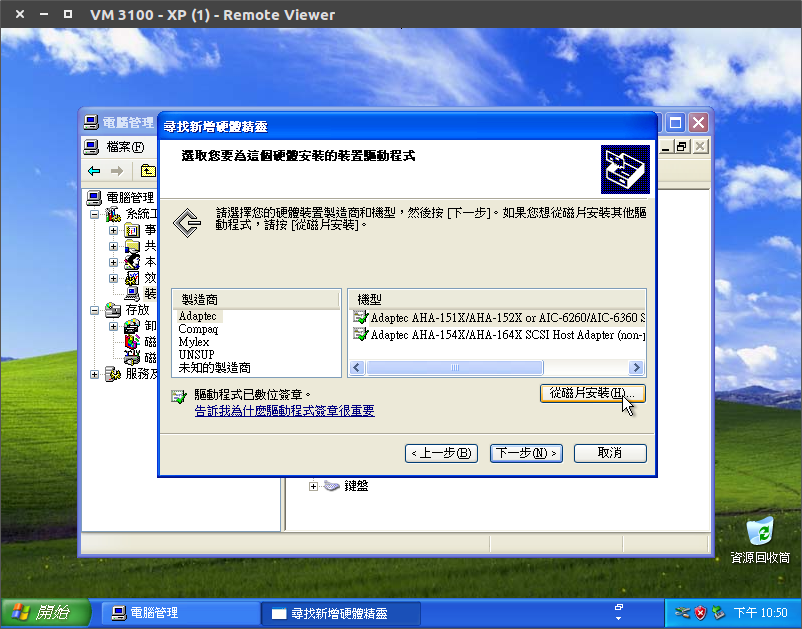 VM 3100 - XP (1) - Remote Viewer
電腦管理
尋找新增硬體精靈
檔案(F)
選取您要為這個硬體安裝的裝置驅動程式
請選擇您的硬體裝置製造商和機型，然後按 [下一步]。如果您想從磁片安裝其他驅
動程式，請按 [從磁片安裝]。
電腦管理
系統工
事
共
本
效
裝
存放
卸
磁
磁
服務及
製造商
Adaptec
Compaq
Mylex
UNSUP
未知的製造商
機型
Adaptec AHA-151X/AHA-152X or AIC-6260/AIC-6360 S
Adaptec AHA-154X/AHA-164X SCSI Host Adapter (non-
驅動程式已數位簽章。
告訴我為什麼驅動程式簽章很重要
從磁片安裝(H)...
< 上一步(B)
下一步(N) >
取消
鍵盤
資源回收筒
開始
電腦管理
尋找新增硬體精靈
下午 10:50